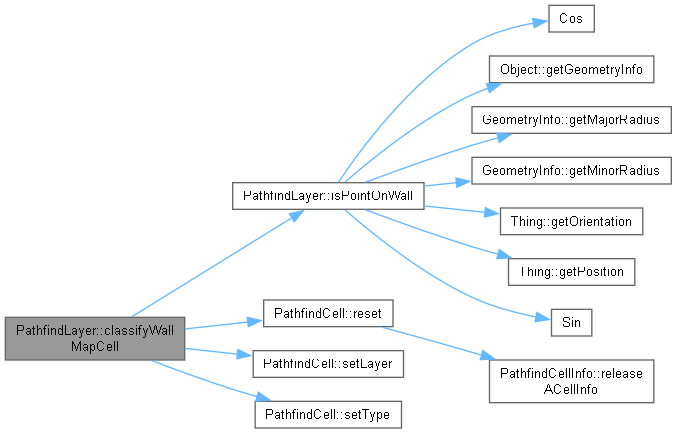 Cos
Object::getGeometryInfo
GeometryInfo::getMajorRadius
GeometryInfo::getMinorRadius
PathfindLayer::isPointOnWall
Thing::getOrientation
Thing::getPosition
Sin
PathfindCell::reset
PathfindLayer::classifyWall
MapCell
PathfindCell::setLayer
PathfindCellInfo::release
ACellInfo
PathfindCell::setType